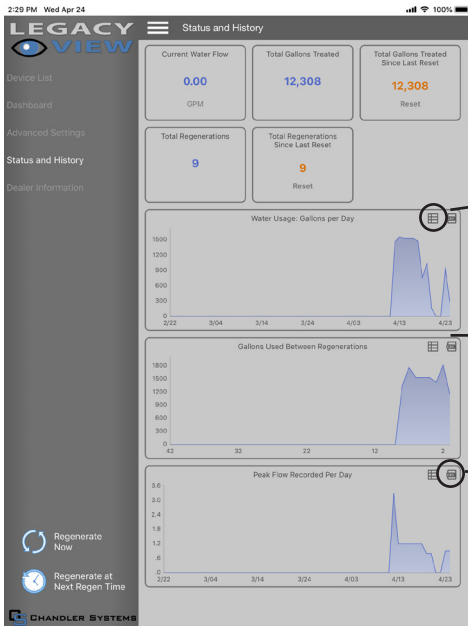 2:29 PM Wed Apr 24
100%
LEGACY
VIEW
Status and History
Device List
Dashboard
Advanced Settings
Status and History
Dealer Information
Current Water Flow
0.00
GPM
Total Gallons Treated
12,308
Total Gallons Treated
Since Last Reset
12,308
Reset
Total Regenerations
9
Total Regenerations
Since Last Reset
9
Reset
Water Usage: Gallons per Day
1500
1200
900
600
300
0
2/22 3/04 3/14 3/24 4/03 4/13 4/23
Gallons Used Between Regenerations
1800
1500
1200
900
600
300
0
42 32 22 12 2
Peak Flow Recorded Per Day
3.6
3.0
2.4
1.8
1.2
.6
.0
2/22 3/04 3/14 3/24 4/03 4/13 4/23
Regenerate
Now
Regenerate at
Next Regen Time
CS CHANDLER SYSTEMS